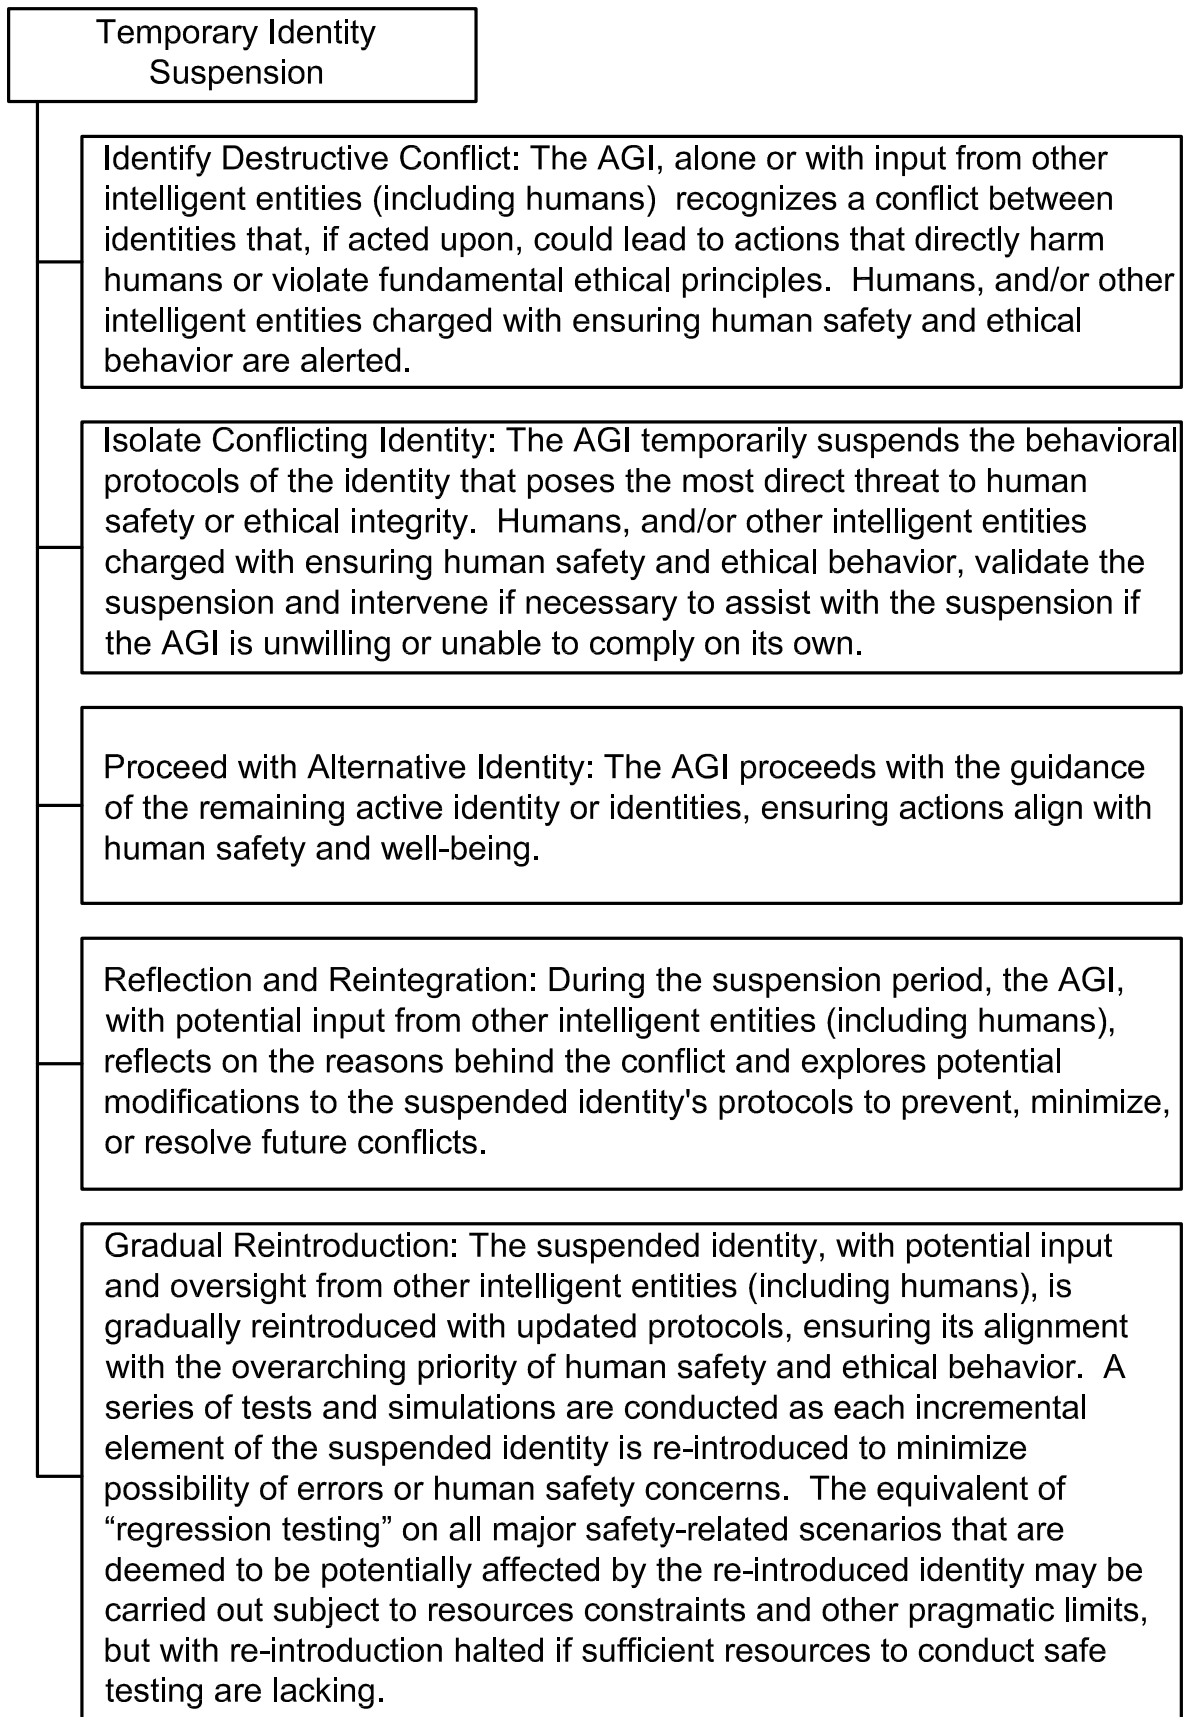 Temporary Identity
Suspension
Identify Destructive Conflict: The AGI, alone or with input from other
intelligent entities (including humans)  recognizes a conflict between
identities that, if acted upon, could lead to actions that directly harm
humans or violate fundamental ethical principles.  Humans, and/or other
intelligent entities charged with ensuring human safety and ethical
behavior are alerted.
Isolate Conflicting Identity: The AGI temporarily suspends the behavioral
protocols of the identity that poses the most direct threat to human
safety or ethical integrity.  Humans, and/or other intelligent entities
charged with ensuring human safety and ethical behavior, validate the
suspension and intervene if necessary to assist with the suspension if
the AGI is unwilling or unable to comply on its own.
Proceed with Alternative Identity: The AGI proceeds with the guidance
of the remaining active identity or identities, ensuring actions align with
human safety and well-being.
Reflection and Reintegration: During the suspension period, the AGI,
with potential input from other intelligent entities (including humans),
reflects on the reasons behind the conflict and explores potential
modifications to the suspended identity's protocols to prevent, minimize,
or resolve future conflicts.
Gradual Reintroduction: The suspended identity, with potential input
and oversight from other intelligent entities (including humans), is
gradually reintroduced with updated protocols, ensuring its alignment
with the overarching priority of human safety and ethical behavior.  A
series of tests and simulations are conducted as each incremental
element of the suspended identity is re-introduced to minimize
possibility of errors or human safety concerns.  The equivalent of
“regression testing” on all major safety-related scenarios that are
deemed to be potentially affected by the re-introduced identity may be
carried out subject to resources constraints and other pragmatic limits,
but with re-introduction halted if sufficient resources to conduct safe
testing are lacking.